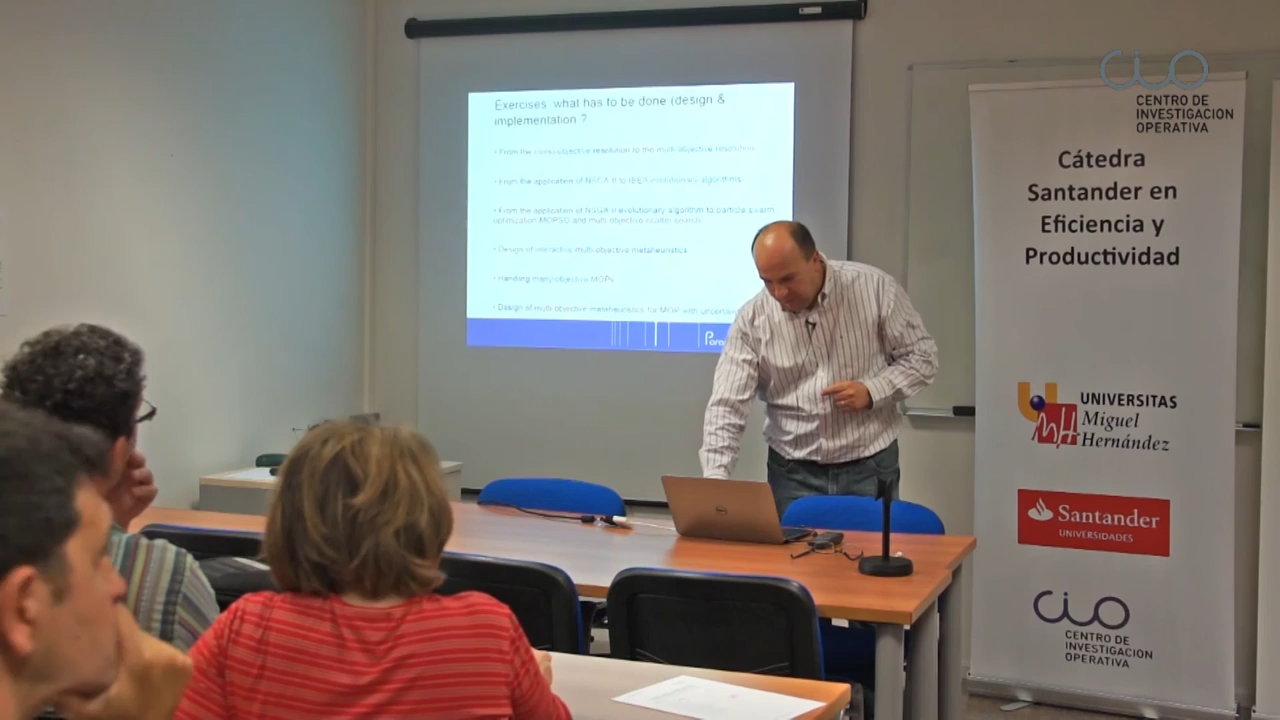 Exercises: what has to be done (design &
implementation ?
• From the mono-objective resolution to the multi-objective resolution
• From the application of NSGA II to IBEA evolutionary algorithms
• From the application of NSGA II evolutionary algorithm to particle swarm
optimization MOPSO and multi-objective scatter search
• Design of interactive multi-objective metaheuristics
• Handling many-objective MOPs
• Design of multi objective metaheuristics for MOP with
CIO
CENTRO DE
INVESTIGACION
OPERATIVA
Cátedra
Santander en
Eficiencia y
Productividad
UNIVERSITAS
Miguel
Hernández
Santander
UNIVERSIDADES
CIO
CENTRO DE
INVESTIGACION
OPERATIVA
DELL